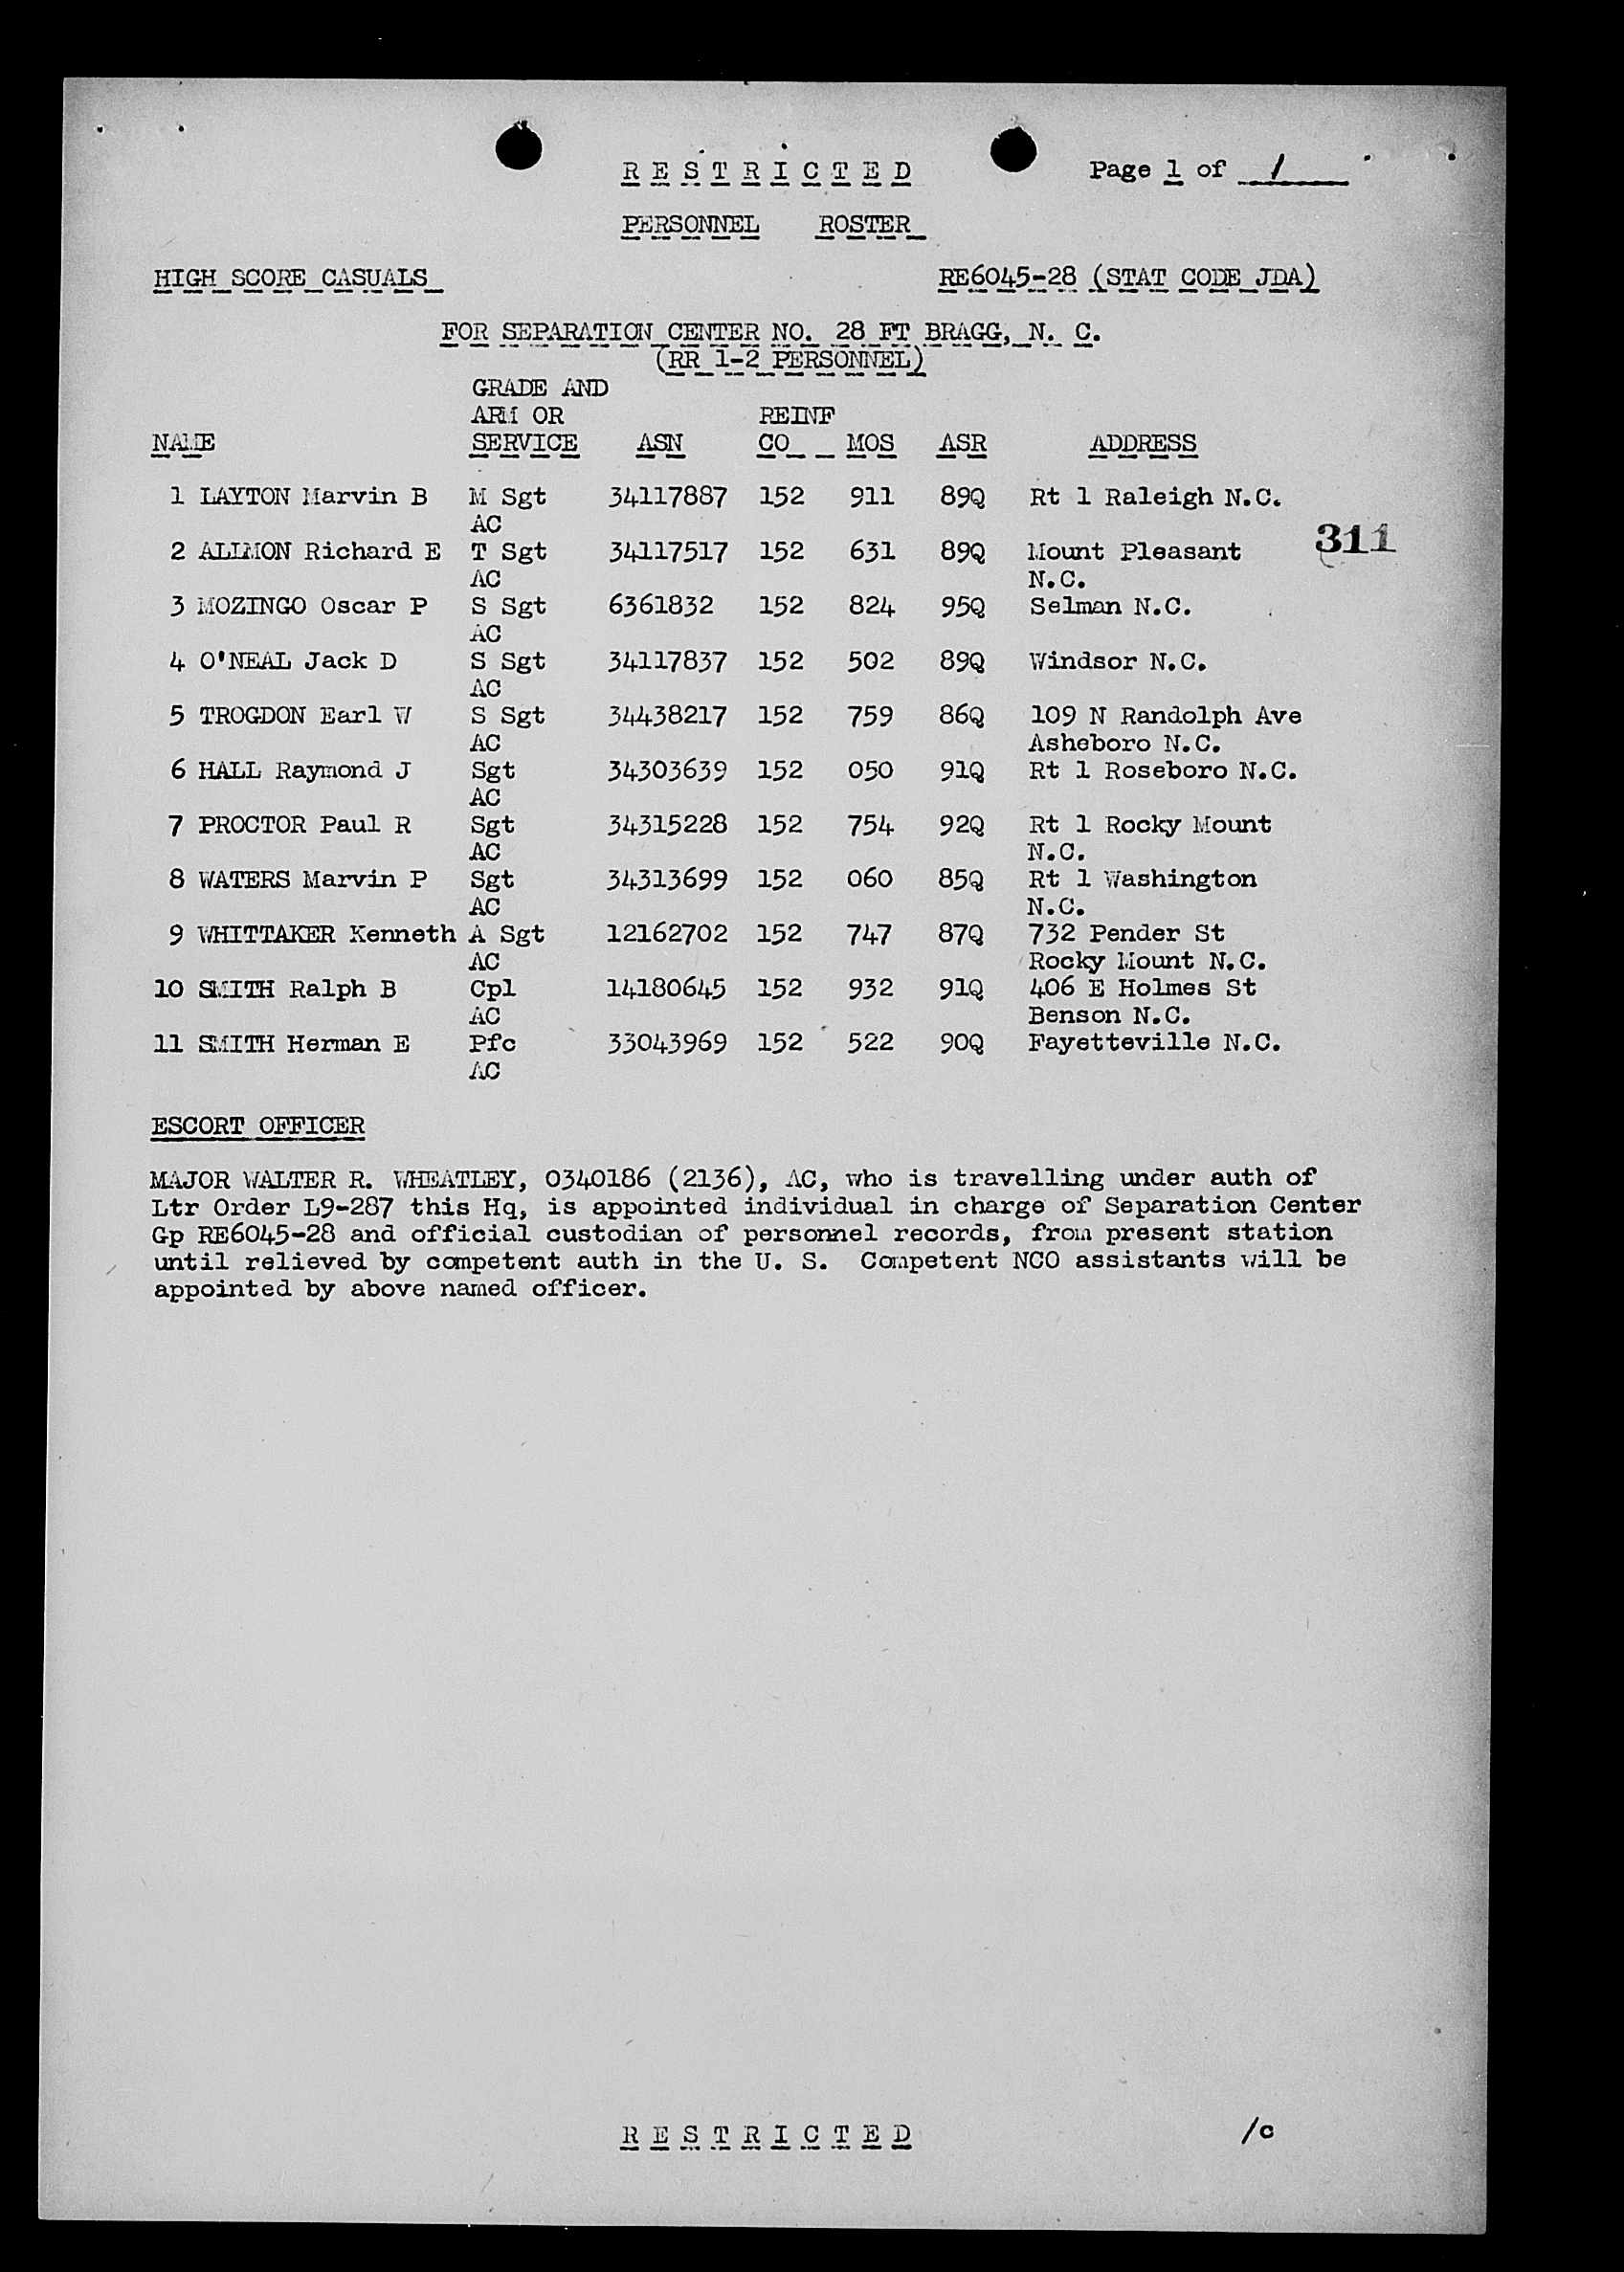 R E S T R I C T E D Page 1 of 1
PERSONNEL ROSTER
HIGH SCORE CASUALS RE6045-28 (STAT CODE JDA)
FOR SEPARATION CENTER NO. 28 FT BRAGG, N. C.
(RR 1-2 PERSONNEL)
GRADE AND
ARM OR REINF
NAME SERVICE ASN CO MOS ASR ADDRESS
1 LAYTON Marvin B M Sgt 34117887 152 911 89Q Rt 1 Raleigh N.C.
AC
311
2 ALLMON Richard E T Sgt 34117517 152 631 89Q Mount Pleasant
AC N.C.
3 MOZINGO Oscar P S Sgt 6361832 152 824 95Q Selman N.C.
AC
4 O'NEAL Jack D S Sgt 34117837 152 502 89Q Windsor N.C.
AC
5 TROGDON Earl W S Sgt 34438217 152 759 86Q 109 N Randolph Ave
AC Asheboro N.C.
6 HALL Raymond J Sgt 34303639 152 050 91Q Rt 1 Roseboro N.C.
AC
7 PROCTOR Paul R Sgt 34315228 152 754 92Q Rt 1 Rocky Mount
AC N.C.
8 WATERS Marvin P Sgt 34313699 152 060 85Q Rt 1 Washington
AC N.C.
9 WHITTAKER Kenneth A Sgt 12162702 152 747 87Q 732 Pender St
AC Rocky Mount N.C.
10 SMITH Ralph B Cpl 14180645 152 932 91Q 406 E Holmes St
AC Benson N.C.
11 SMITH Herman E Pfc 33043969 152 522 90Q Fayetteville N.C.
AC
ESCORT OFFICER
MAJOR WALTER R. WHEATLEY, 0340186 (2136), AC, who is travelling under auth of
Ltr Order L9-287 this Hq, is appointed individual in charge of Separation Center
Gp RE6045-28 and official custodian of personnel records, from present station
until relieved by competent auth in the U. S. Competent NCO assistants will be
appointed by above named officer.
R E S T R I C T E D /c